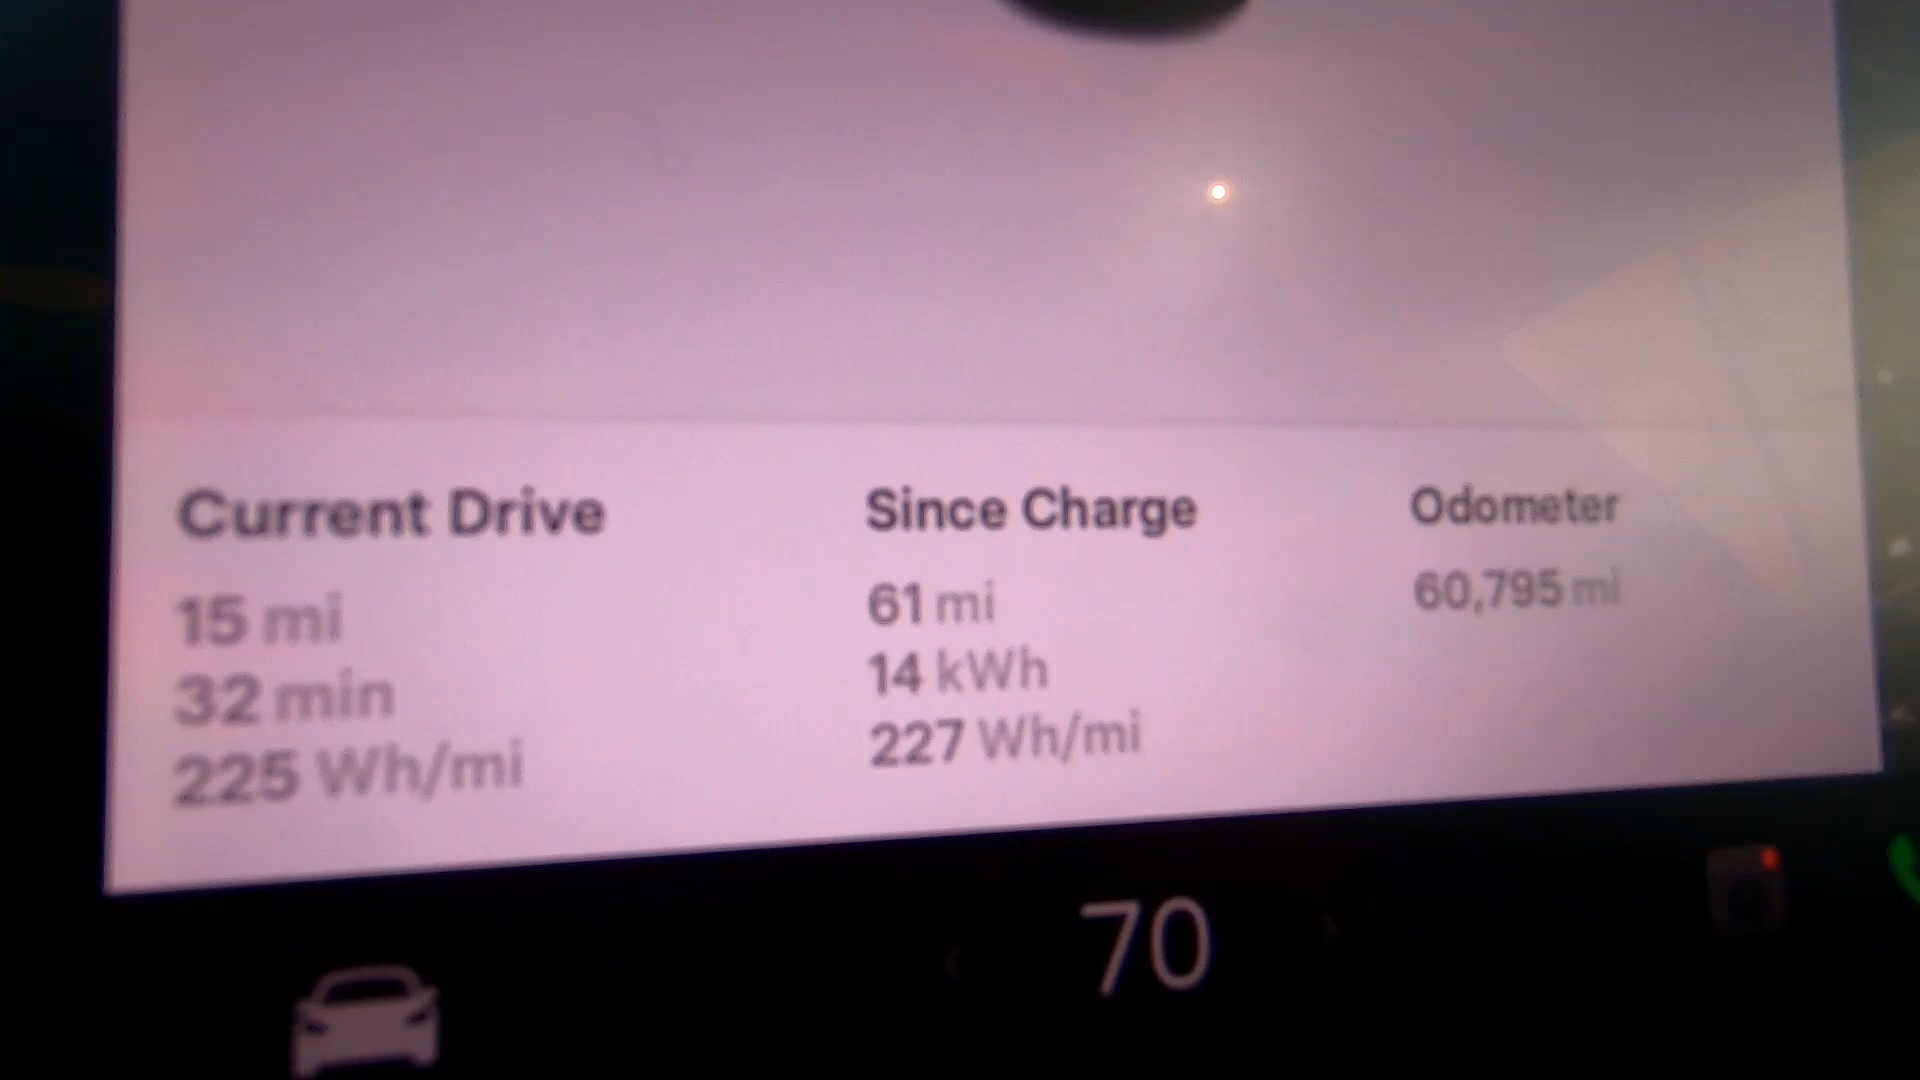 Current Drive
15 mi
32 min
225 Wh/mi
Since Charge
61 mi
14 kWh
227 Wh/mi
Odometer
60,795 mi
70